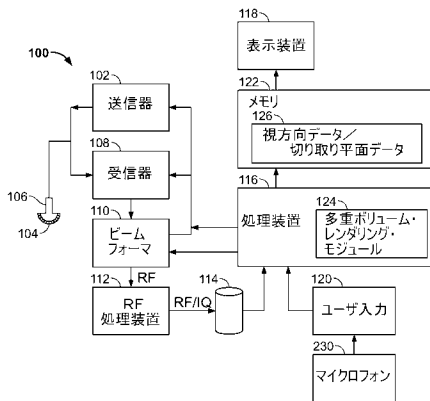 100
102
送信器
108
受信器
106
104
110
ビーム
フォーマ
RF
112
RF
処理装置
RF/IQ
114
118
表示装置
122
メモリ
126
視方向データ/
切り取り平面データ
116
処理装置
124
多重ボリューム・
レンダリング・
モジュール
120
ユーザ入力
230
マイクロフォン